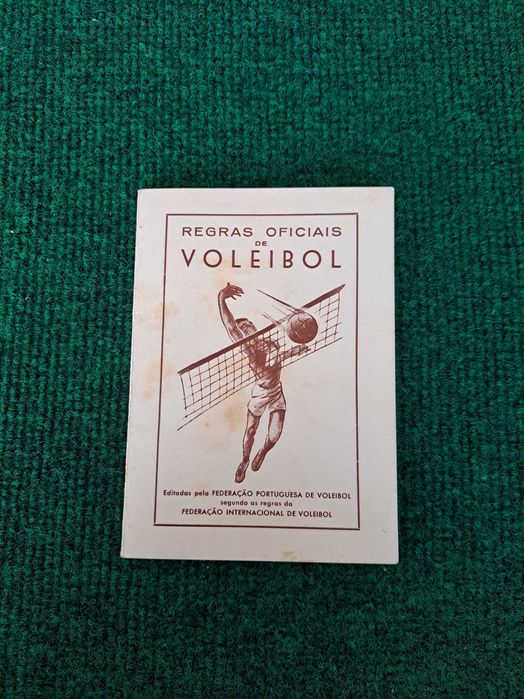 REGRAS OFICIAIS
DE
VOLEIBOL
Editadas pela FEDERAÇÃO PORTUGUESA DE VOLEIBOL
segundo as regras da
FEDERAÇÃO INTERNACIONAL DE VOLEIBOL